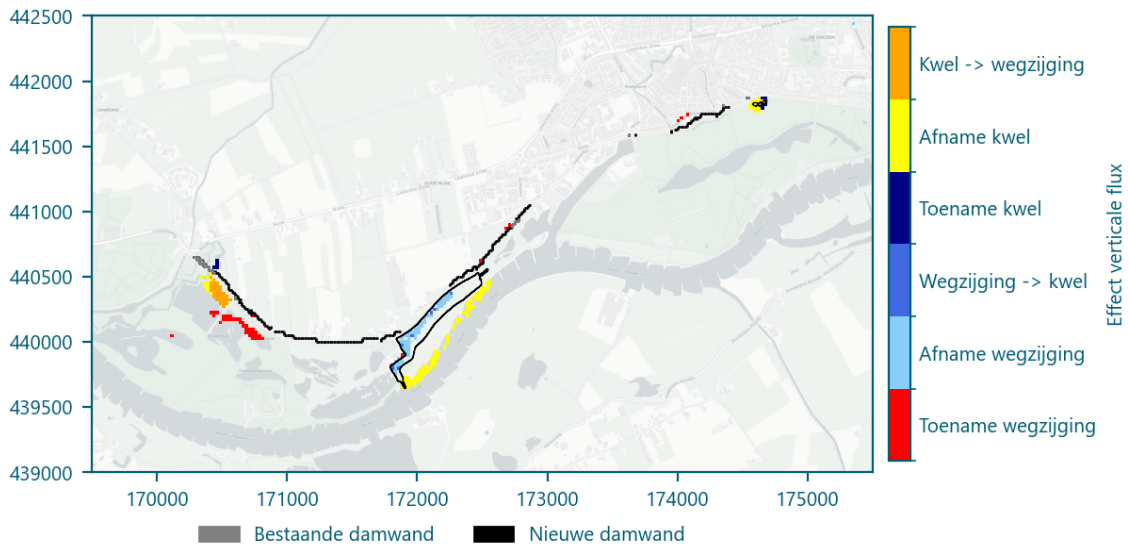 442500
442000
441500
441000
440500
440000
439500
439000
170000 171000 172000 173000 174000 175000
Kwel -> wegzijging
Afname kwel
Toename kwel
Wegzijging -> kwel
Afname wegzijging
Toename wegzijging
Effect verticale flux
Bestaande damwand Nieuwe damwand